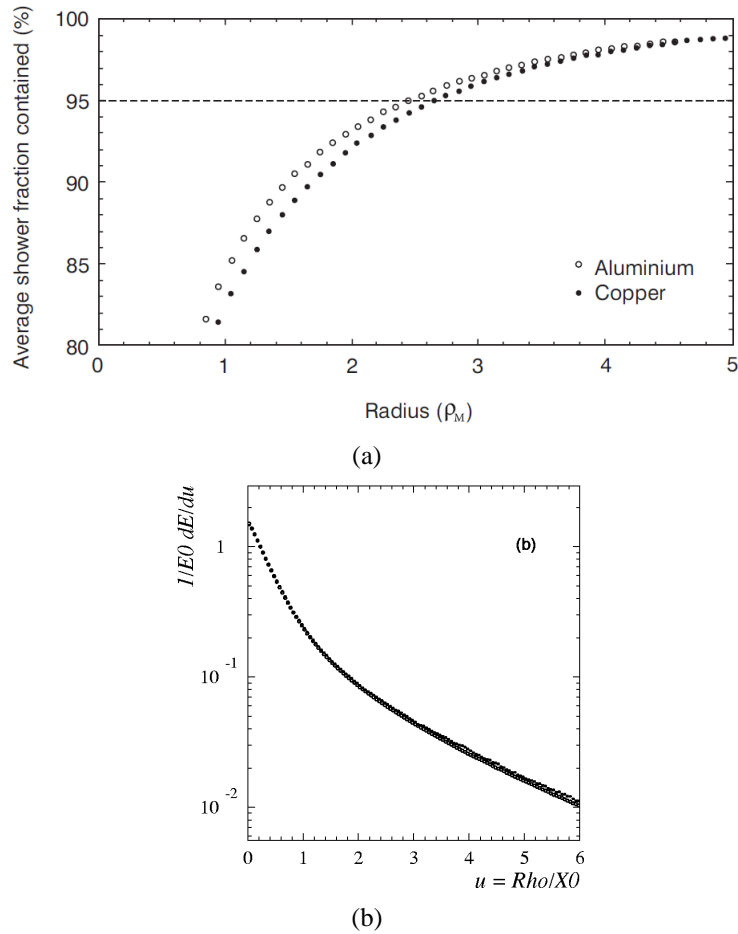 100
95
90
85
80
0
1
2
3
4
5
Average shower fraction contained (%)
Aluminium
Copper
Radius (ρM)
(a)
1/E0 dE/du
(b)
1
10 -1
10 -2
0
1
2
3
4
5
6
u = Rho/X0
(b)